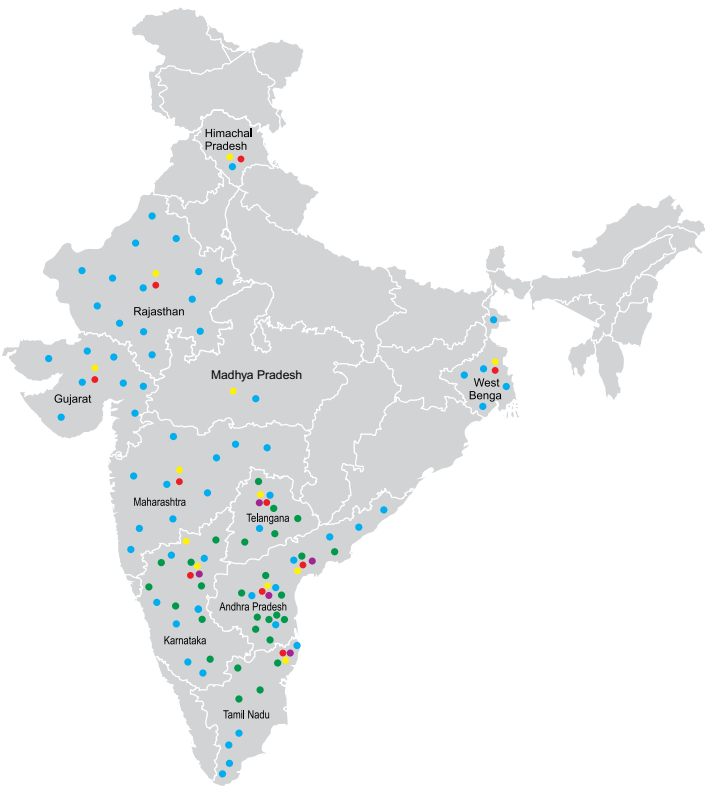 Himachal
Pradesh
Rajasthan
Madhya Pradesh
Gujarat
West
Benga
Maharashtra
Telangana
Andhra Pradesh
Karnataka
Tamil Nadu